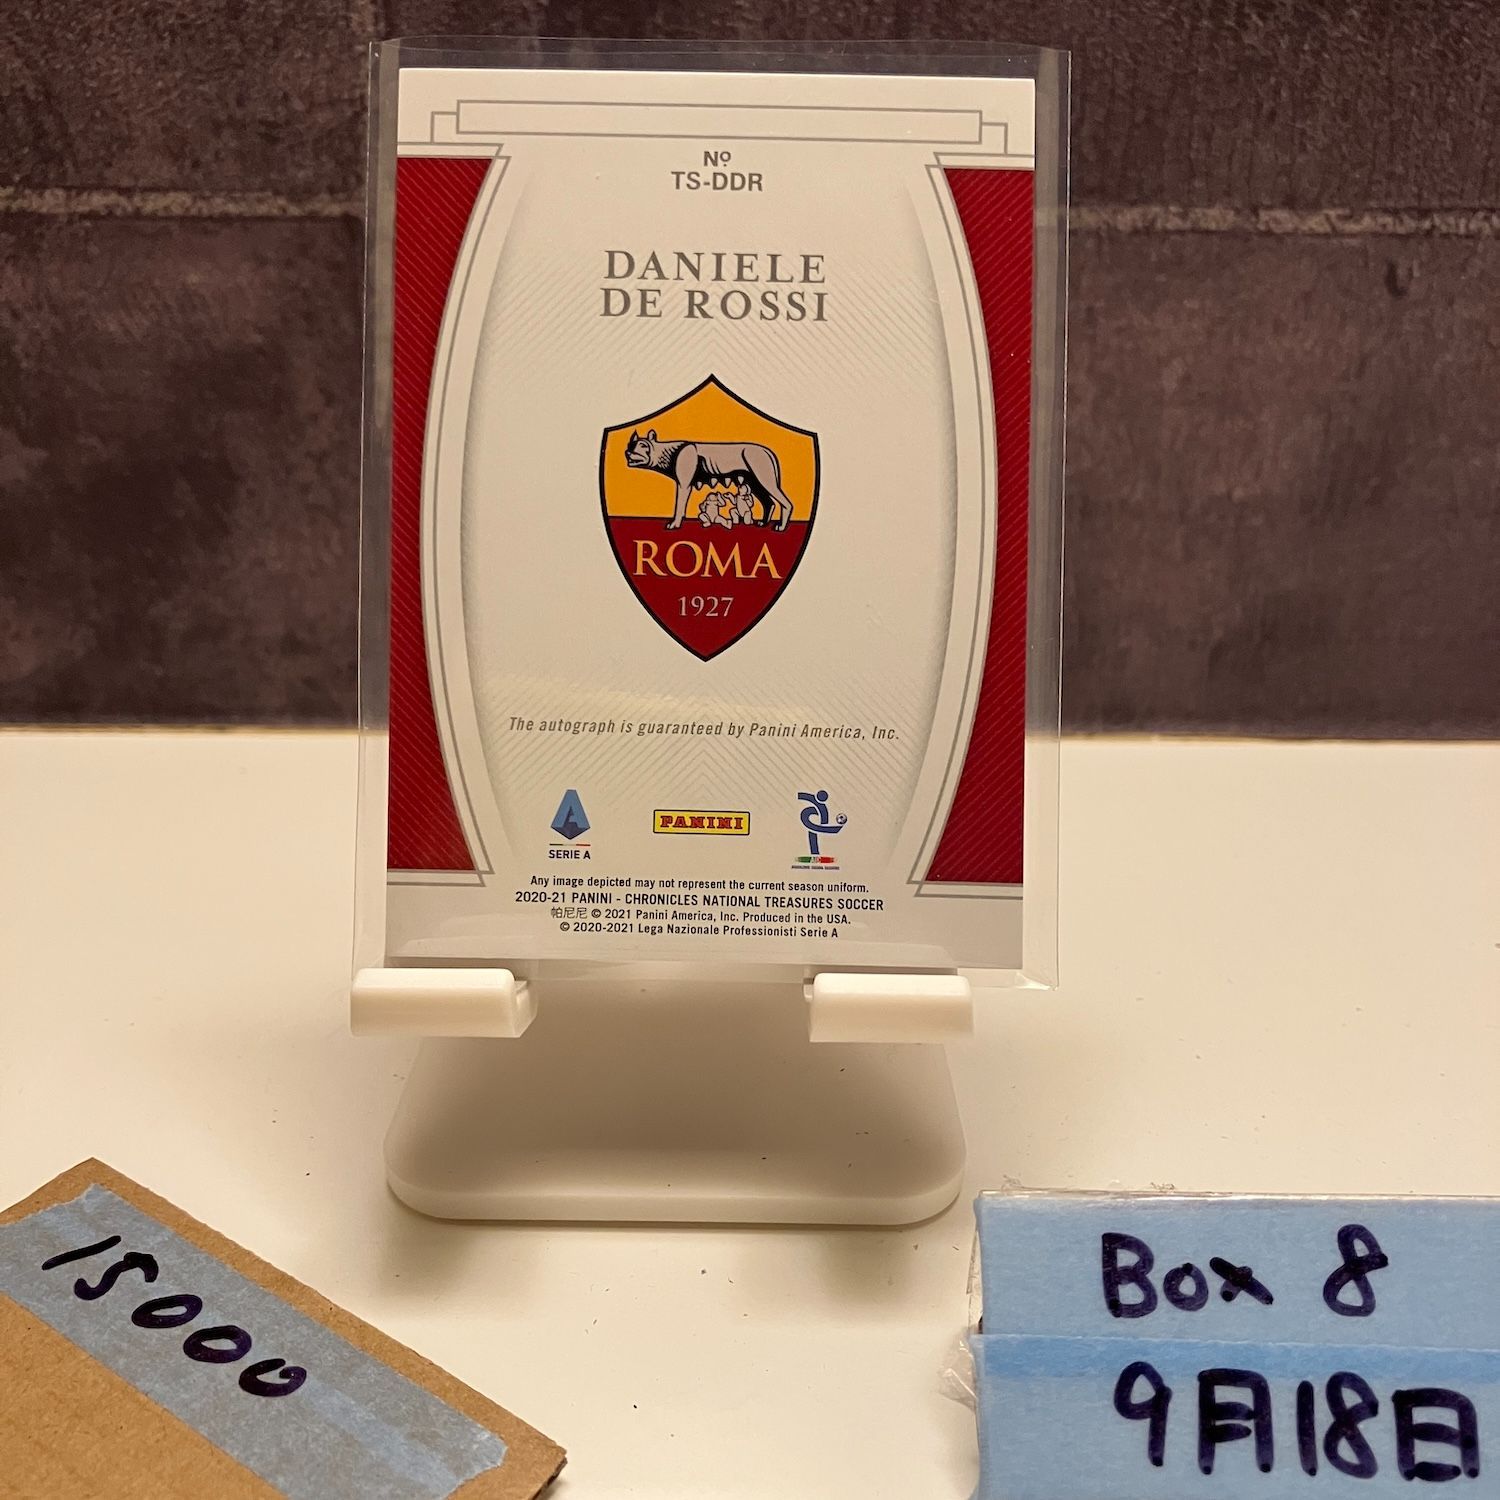 Nº
TS-DDR
DANIELE
DE ROSSI
ROMA
1927
The autograph is guaranteed by Panini America, Inc.
SERIE A
PANINI
AIC
Any image depicted may not represent the current season uniform.
2020-21 PANINI - CHRONICLES NATIONAL TREASURES SOCCER
帕尼尼 © 2021 Panini America, Inc. Produced in the USA.
© 2020-2021 Lega Nazionale Professionisti Serie A
15000
Box 8
9月18日